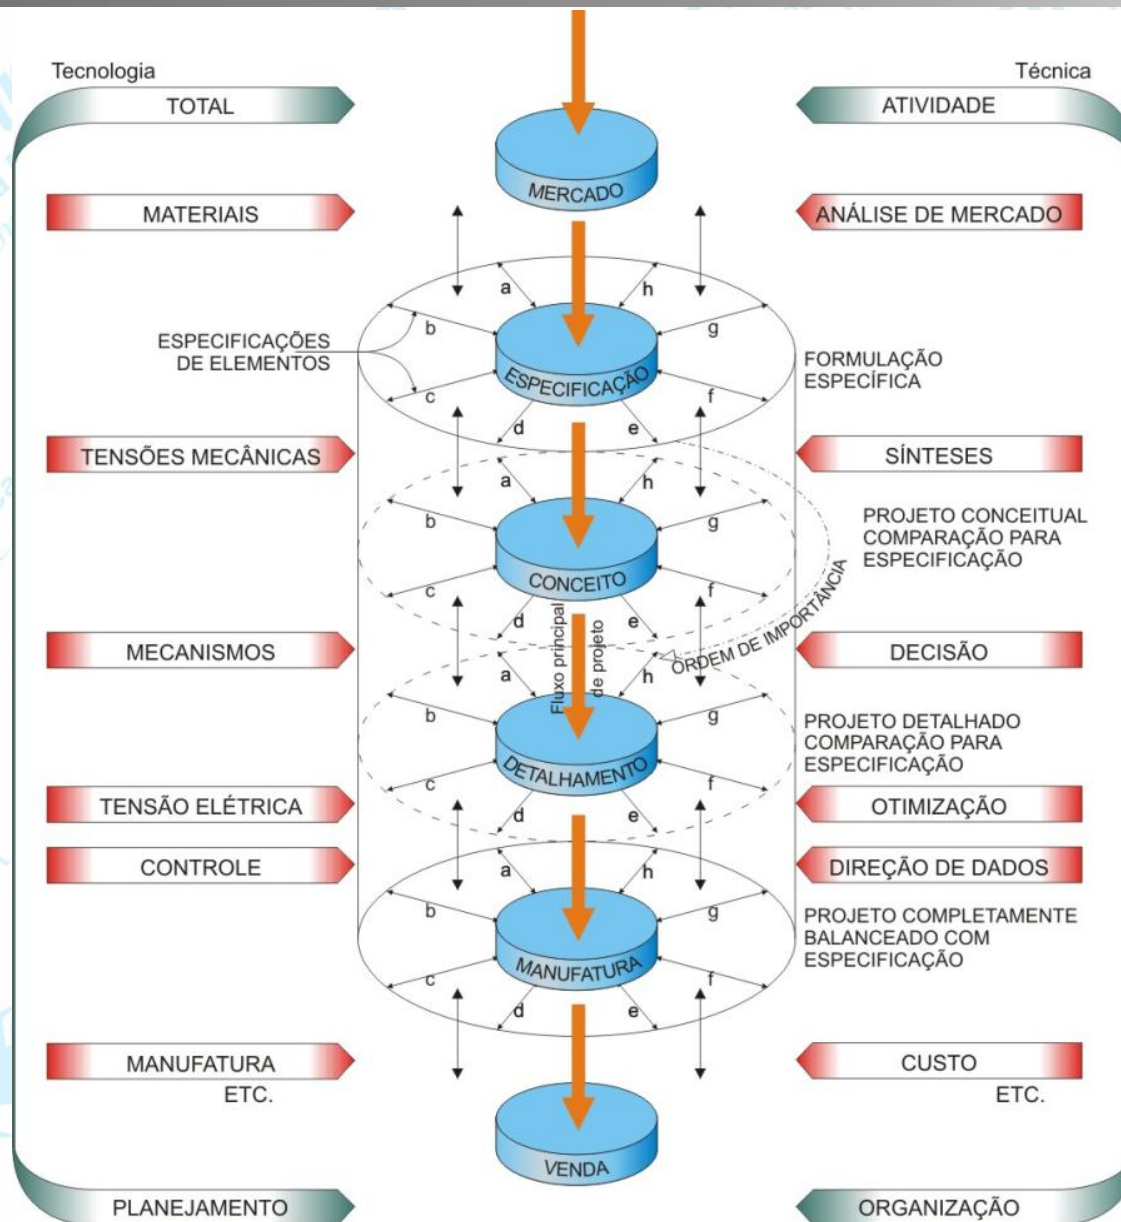 Tecnologia
Técnica
TOTAL
ATIVIDADE
MERCADO
MATERIAIS
ANÁLISE DE MERCADO
a
h
b
g
ESPECIFICAÇÕES
DE ELEMENTOS
ESPECIFICAÇÃO
FORMULAÇÃO
ESPECÍFICA
c
f
d
e
TENSÕES MECÂNICAS
SÍNTESES
a
h
b
g
PROJETO CONCEITUAL
COMPARAÇÃO PARA
ESPECIFICAÇÃO
CONCEITO
c
f
d
e
ORDEM DE IMPORTÂNCIA
Fluxo principal
de projeto
MECANISMOS
DECISÃO
a
h
b
g
PROJETO DETALHADO
COMPARAÇÃO PARA
ESPECIFICAÇÃO
DETALHAMENTO
c
f
d
e
TENSÃO ELÉTRICA
OTIMIZAÇÃO
CONTROLE
DIREÇÃO DE DADOS
a
h
b
g
PROJETO COMPLETAMENTE
BALANCEADO COM
ESPECIFICAÇÃO
MANUFATURA
c
f
d
e
MANUFATURA
CUSTO
ETC.
ETC.
VENDA
PLANEJAMENTO
ORGANIZAÇÃO